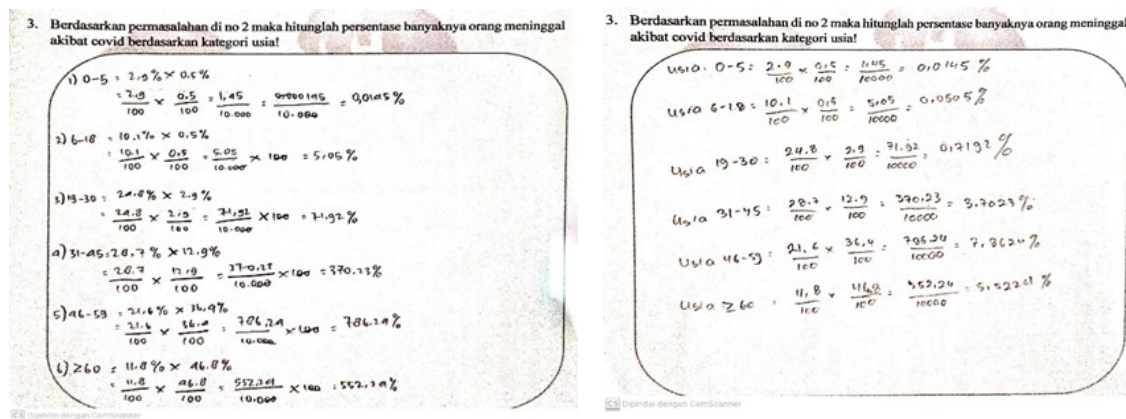 3. Berdasarkan permasalahan di no 2 maka hitunglah persentase banyaknya orang meninggal
akibat covid berdasarkan kategori usia!
1) 0-5 = 2,9% × 0,5%
= 2,9/100 × 0,5/100 = 1,45/10.000 = 0,000145/10.000 = 0,0145%
2) 6-18 = 10,1% × 0,5%
= 10,1/100 × 0,5/100 = 5,05/10.000 × 100 = 5,05%
3) 19-30 = 24,8% × 2,9%
= 24,8/100 × 2,9/100 = 71,92/10.000 × 100 = 71,92%
4) 31-45 = 28,7% × 12,9%
= 28,7/100 × 12,9/100 = 370,23/10.000 × 100 = 370.23%
5) 46-59 = 21,6% × 36,4%
= 21,6/100 × 36,4/100 = 786,24/10.000 × 100 = 786.24%
6) ≥60 = 11.8% × 46.8%
= 11.8/100 × 46.8/100 = 552,24/10.000 × 100 = 552,24%
CS Dipindai dengan CamScanner
3. Berdasarkan permasalahan di no 2 maka hitunglah persentase banyaknya orang meninggal
akibat covid berdasarkan kategori usia!
usia 0-5 = 2.9/100 × 0,5/100 = 1,45/10000 = 0,0145 %
usia 6-18 = 10.1/100 × 0,5/100 = 5,05/10000 = 0,0505%
Usia 19-30 = 24.8/100 × 2.9/100 = 71.92/10000 = 0,7192 %
Usia 31-45 = 28.7/100 × 12.9/100 = 370.23/10000 = 3.7023%
Usia 46-59 = 21,6/100 × 36,4/100 = 786.24/10000 = 7,8624%
Usia ≥60 = 11,8/100 × 46,8/100 = 552,24/10000
CS Dipindai dengan CamScanner